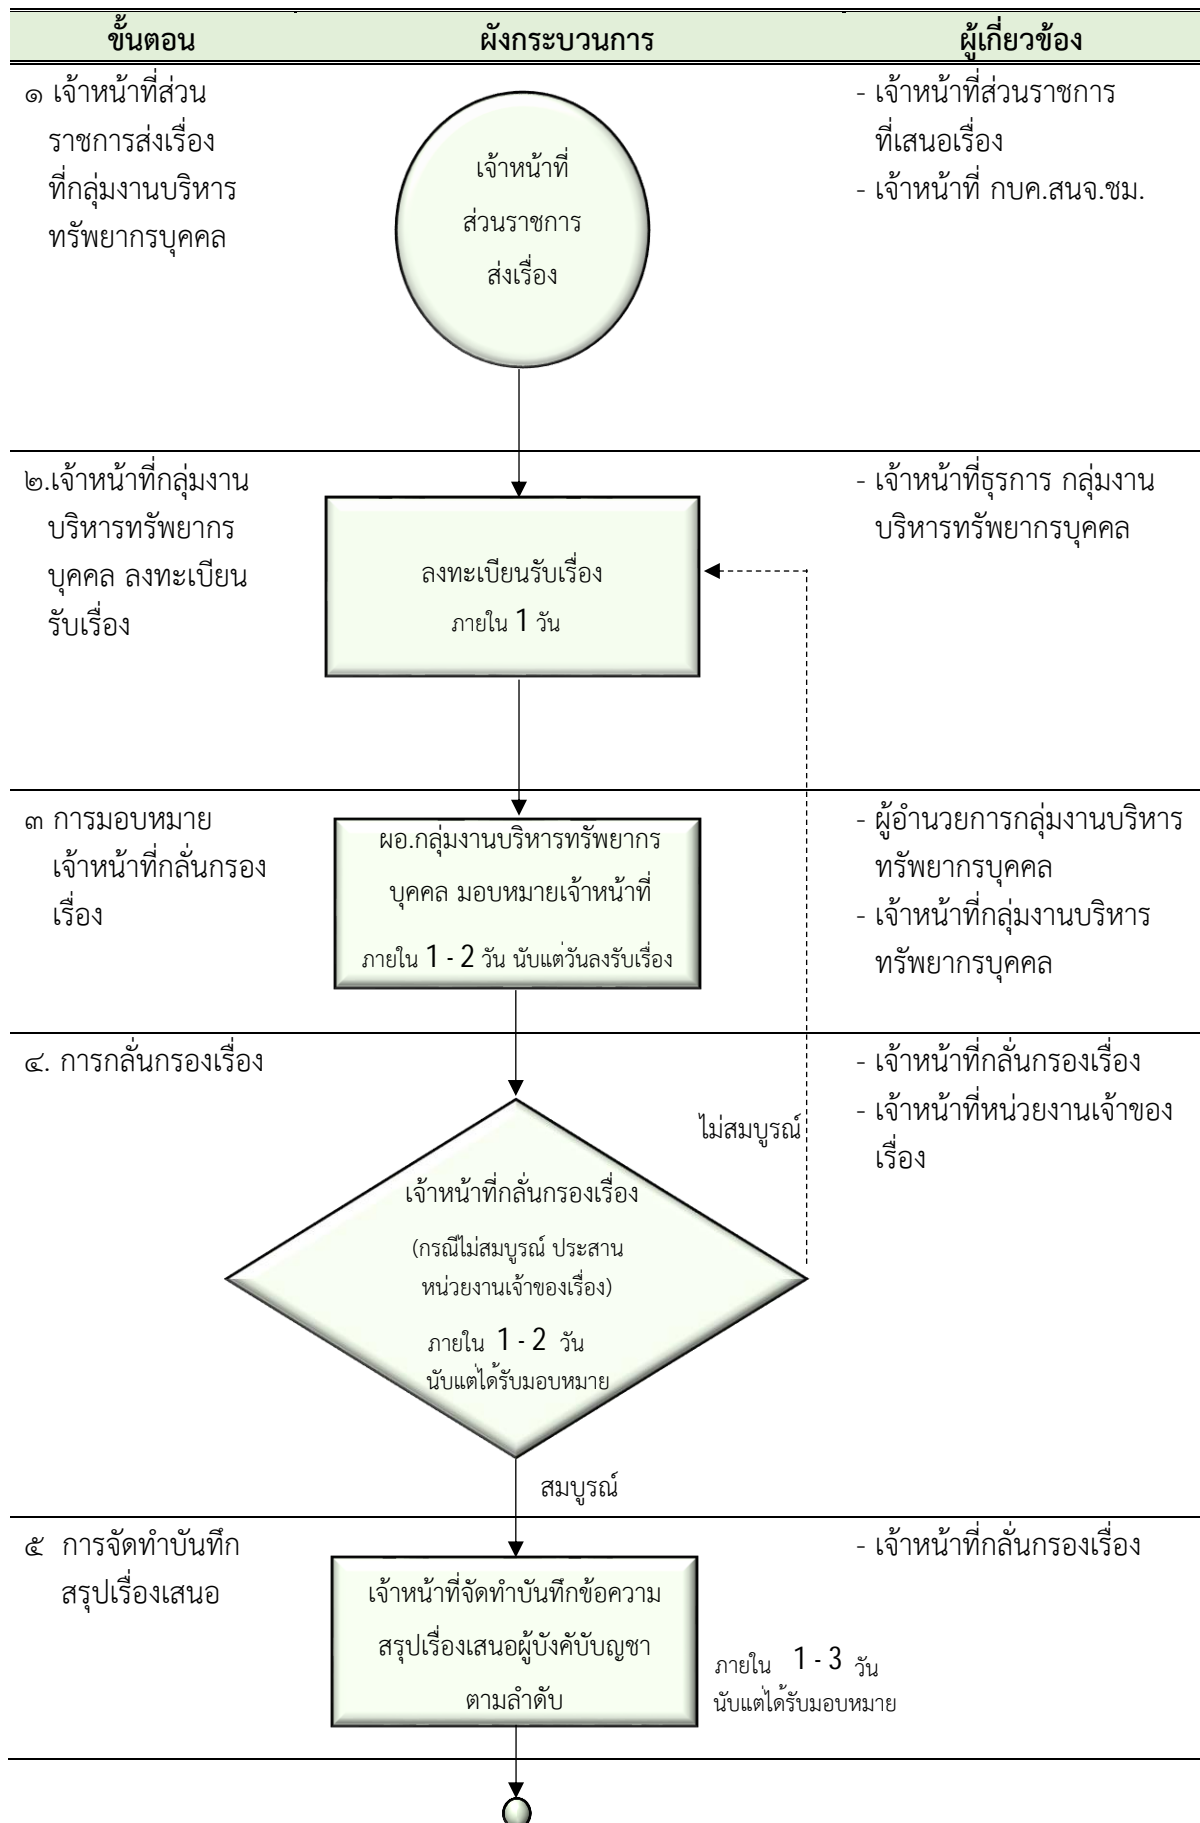 ขั้นตอน
ผังกระบวนการ
ผู้เกี่ยวข้อง
๑ เจ้าหน้าที่ส่วน
ราชการส่งเรื่อง
ที่กลุ่มงานบริหาร
ทรัพยากรบุคคล
เจ้าหน้าที่
ส่วนราชการ
ส่งเรื่อง
- เจ้าหน้าที่ส่วนราชการ
ที่เสนอเรื่อง
- เจ้าหน้าที่ กบค.สนจ.ชม.
๒.เจ้าหน้าที่กลุ่มงาน
บริหารทรัพยากร
บุคคล ลงทะเบียน
รับเรื่อง
ลงทะเบียนรับเรื่อง
ภายใน 1 วัน
- เจ้าหน้าที่ธุรการ กลุ่มงาน
บริหารทรัพยากรบุคคล
๓ การมอบหมาย
เจ้าหน้าที่กลั่นกรอง
เรื่อง
ผอ.กลุ่มงานบริหารทรัพยากร
บุคคล มอบหมายเจ้าหน้าที่
ภายใน 1 - 2 วัน นับแต่วันลงรับเรื่อง
- ผู้อำนวยการกลุ่มงานบริหาร
ทรัพยากรบุคคล
- เจ้าหน้าที่กลุ่มงานบริหาร
ทรัพยากรบุคคล
๔. การกลั่นกรองเรื่อง
ไม่สมบูรณ์
เจ้าหน้าที่กลั่นกรองเรื่อง
(กรณีไม่สมบูรณ์ ประสาน
หน่วยงานเจ้าของเรื่อง)
ภายใน 1 - 2 วัน
นับแต่ได้รับมอบหมาย
สมบูรณ์
- เจ้าหน้าที่กลั่นกรองเรื่อง
- เจ้าหน้าที่หน่วยงานเจ้าของ
เรื่อง
๕ การจัดทำบันทึก
สรุปเรื่องเสนอ
เจ้าหน้าที่จัดทำบันทึกข้อความ
สรุปเรื่องเสนอผู้บังคับบัญชา
ตามลำดับ
ภายใน 1 - 3 วัน
นับแต่ได้รับมอบหมาย
- เจ้าหน้าที่กลั่นกรองเรื่อง